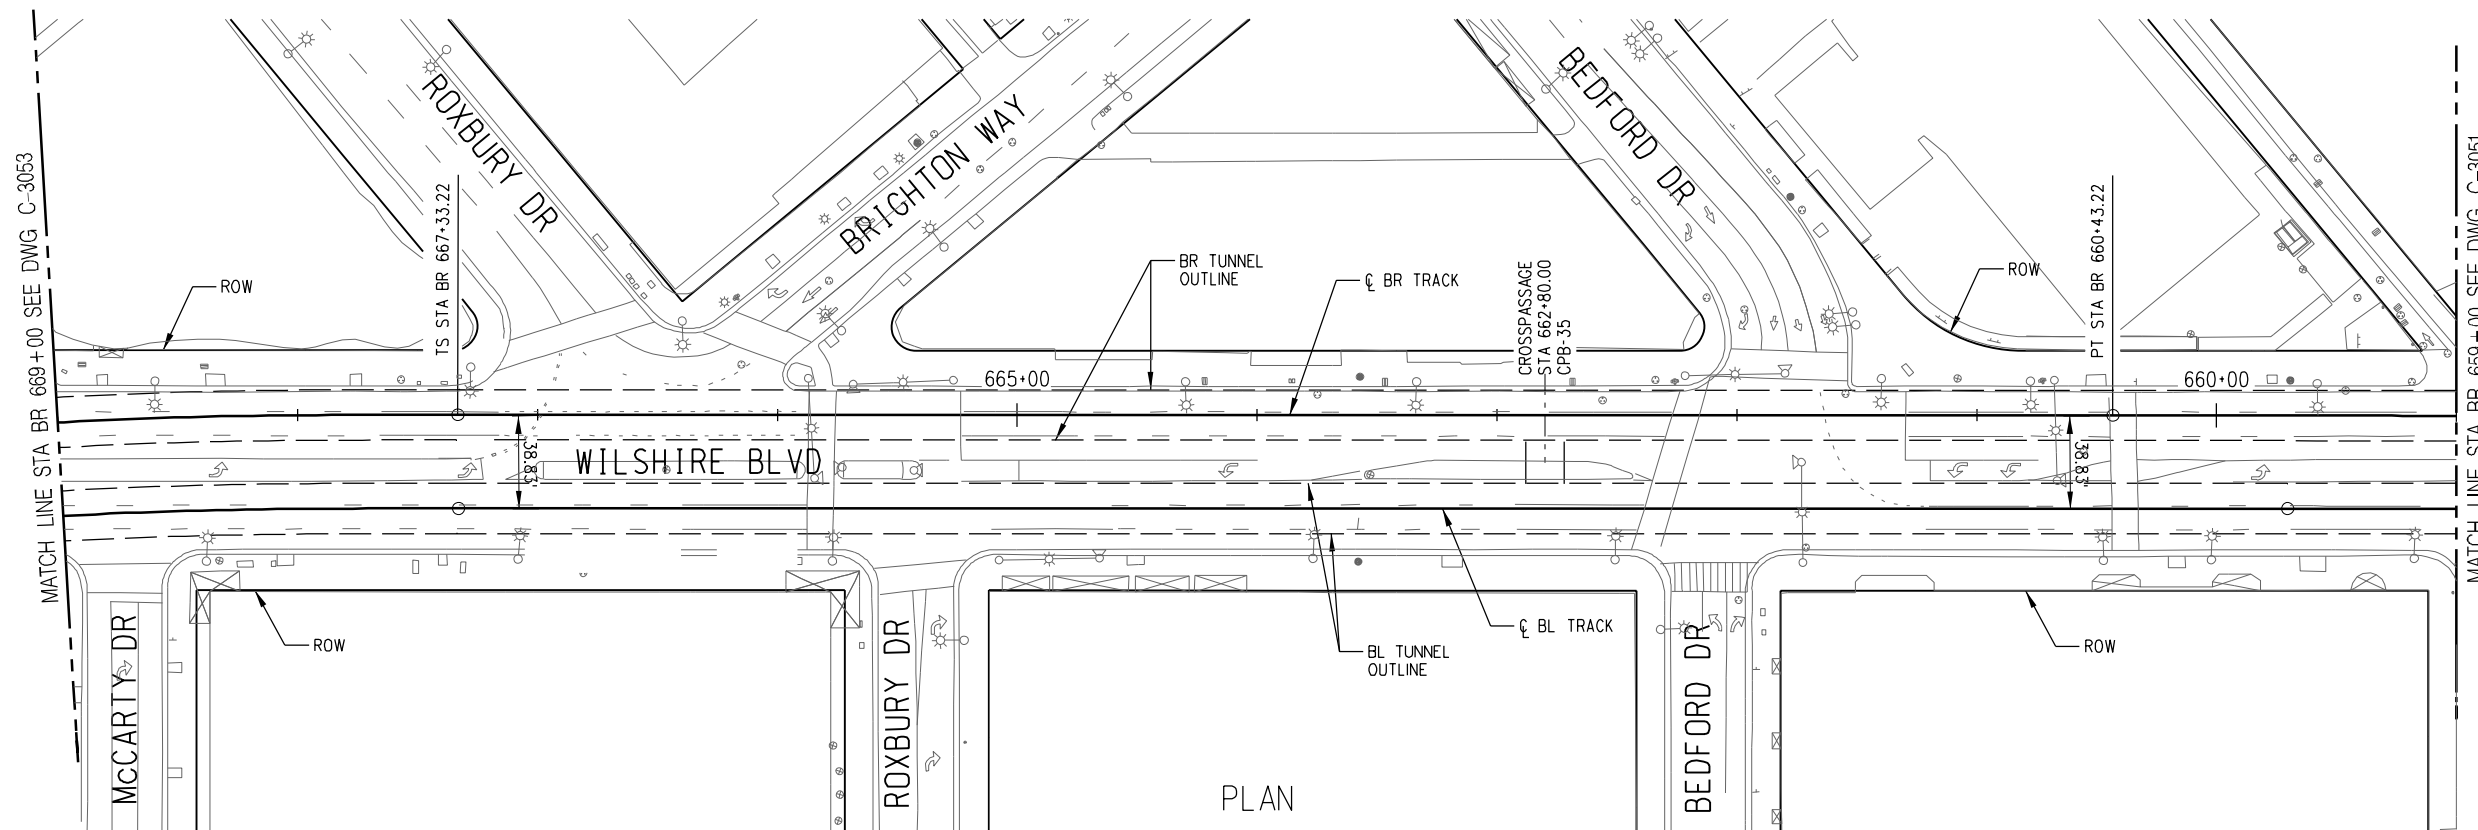 MATCH LINE STA BR 669+00 SEE DWG C-3053
ROW
TS STA BR 667+33.22
ROXBURY DR
BRIGHTON WAY
BR TUNNEL
OUTLINE
℄ BR TRACK
CROSSPASSAGE
STA 662+80.00
CPB-35
BEDFORD DR
ROW
PT STA BR 660+43.22
MATCH LINE STA BR 669+00 SEE DWG C-3051
665+00
660+00
WILSHIRE BLVD
38.83'
38.83'
McCARTY DR
ROW
ROXBURY DR
BL TUNNEL
OUTLINE
℄ BL TRACK
BEDFORD DR
ROW
PLAN